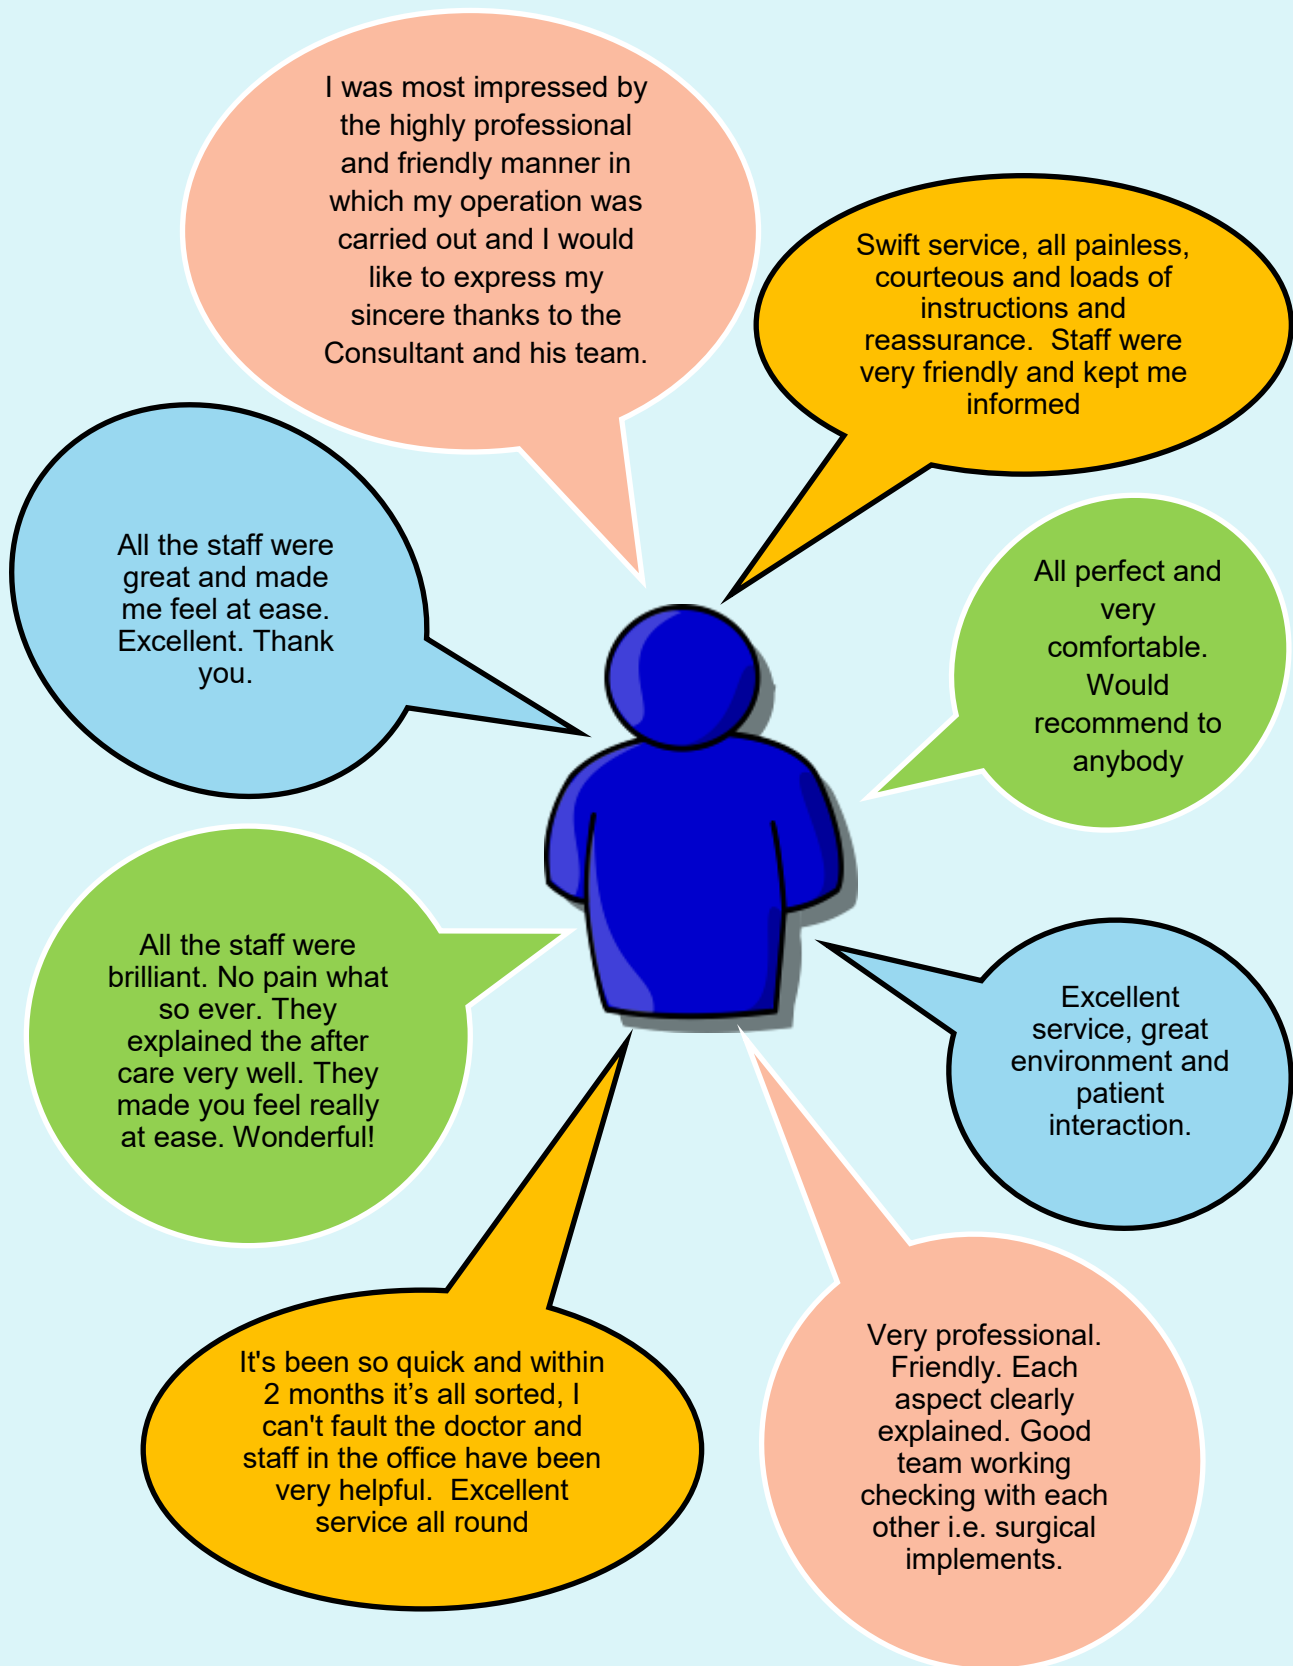 I was most impressed by
the highly professional
and friendly manner in
which my operation was
carried out and I would
like to express my
sincere thanks to the
Consultant and his team.
Swift service, all painless,
courteous and loads of
instructions and
reassurance.  Staff were
very friendly and kept me
informed
All the staff were
great and made
me feel at ease.
Excellent. Thank
you.
All perfect and
very
comfortable.
Would
recommend to
anybody
All the staff were
brilliant. No pain what
so ever. They
explained the after
care very well. They
made you feel really
at ease. Wonderful!
Excellent
service, great
environment and
patient
interaction.
It's been so quick and within
2 months it’s all sorted, I
can't fault the doctor and
staff in the office have been
very helpful.  Excellent
service all round
Very professional.
Friendly. Each
aspect clearly
explained. Good
team working
checking with each
other i.e. surgical
implements.